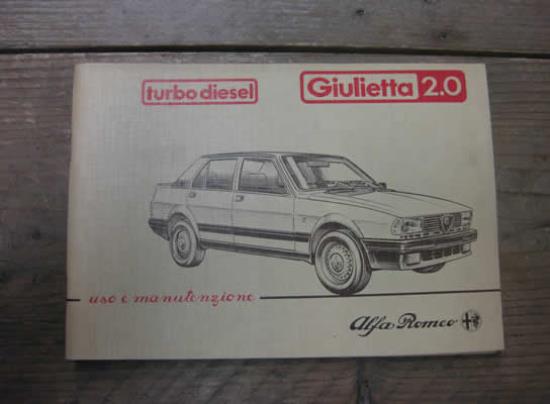 turbo diesel Giulietta 2.0
uso e manutenzione
Alfa Romeo